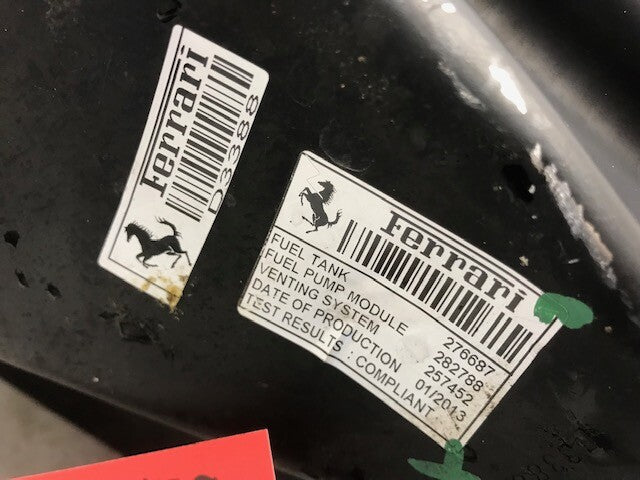 Ferrari
D3388
Ferrari
FUEL TANK 276687
FUEL PUMP MODULE 282788
VENTING SYSTEM 257452
DATE OF PRODUCTION 01/2013
TEST RESULTS : COMPLIANT